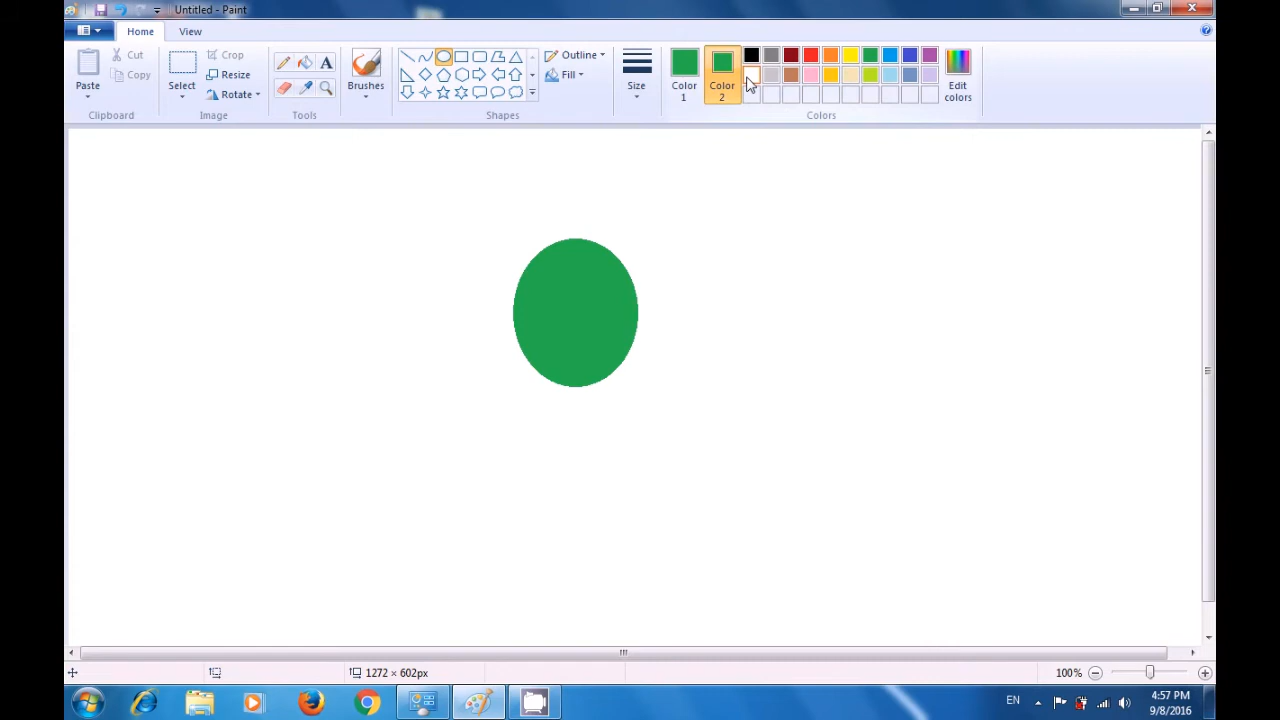 Untitled - Paint
Home View
Paste
Cut
Copy
Clipboard
Select
Crop
Resize
Rotate
Image
A
Tools
Brushes
Outline
Fill
Shapes
Size
Color 1
Color 2
Edit colors
Colors
1272 × 602px
100%
EN
4:57 PM
9/8/2016